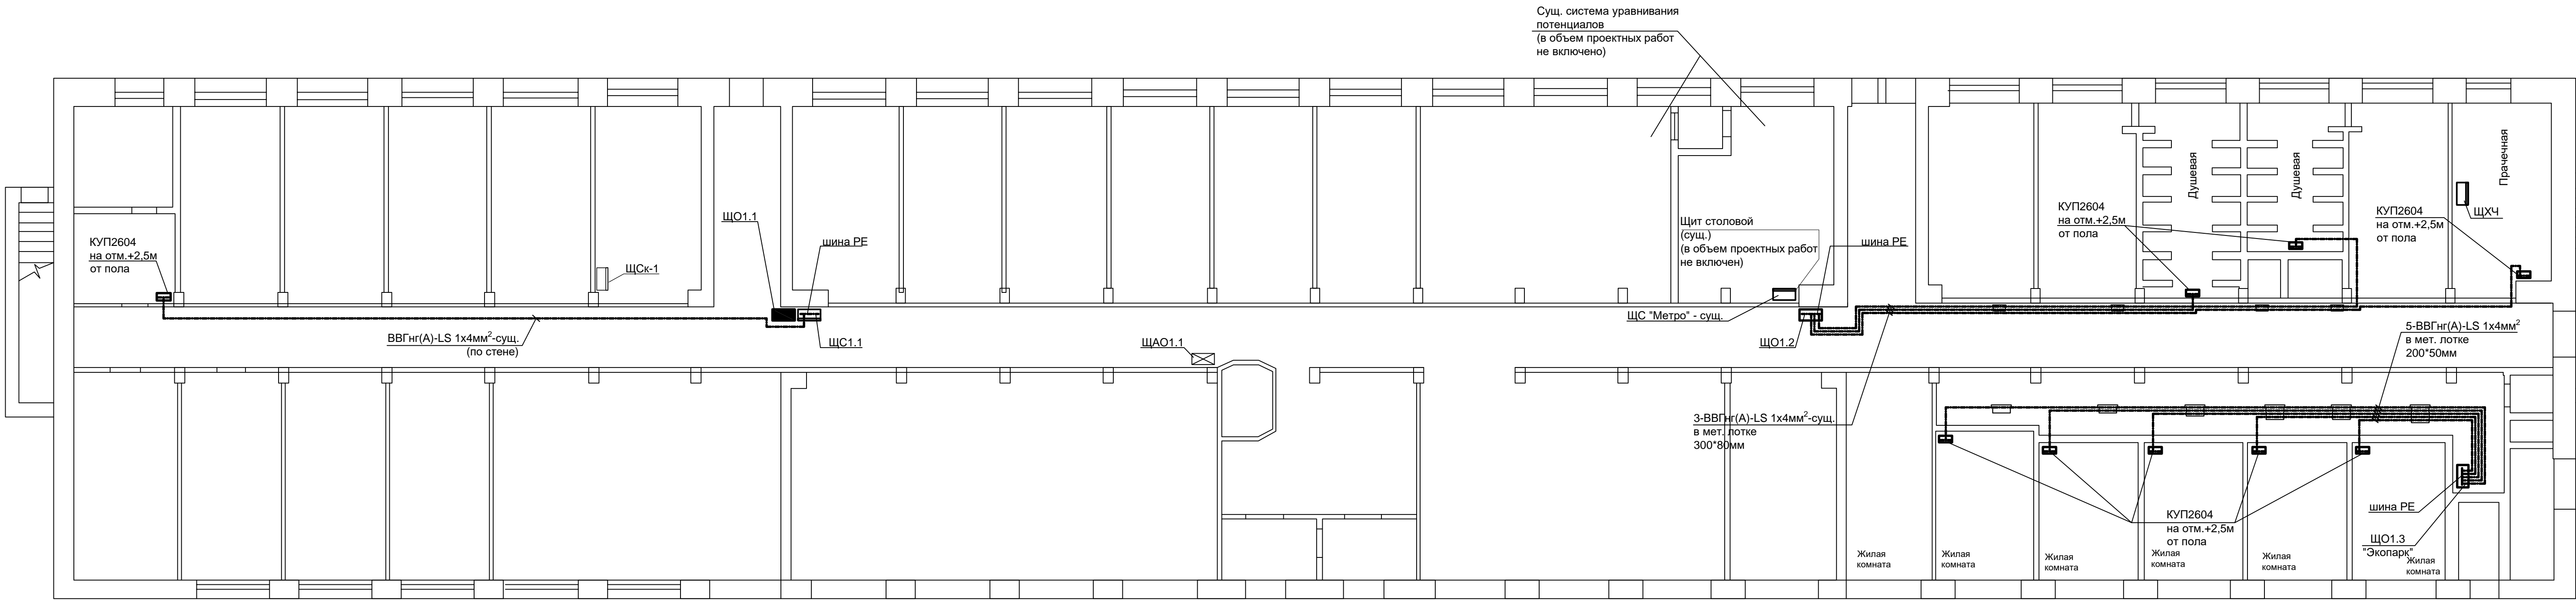 Сущ. система уравнивания
потенциалов
(в объем проектных работ
не включено)
КУП2604
на отм.+2,5м
от пола
ЩО1.1
шина PE
ЩСк-1
ВВГнг(А)-LS 1х4мм²-сущ.
(по стене)
ЩС1.1
ЩАО1.1
Щит столовой
(сущ.)
(в объем проектных работ
не включен)
шина PE
ЩС "Метро" - сущ.
ЩО1.2
КУП2604
на отм.+2,5м
от пола
Душевая
Душевая
КУП2604
на отм.+2,5м
от пола
Прачечная
ЩХЧ
5-ВВГнг(А)-LS 1х4мм²
в мет. лотке
200*50мм
3-ВВГнг(А)-LS 1х4мм²-сущ.
в мет. лотке
300*80мм
КУП2604
на отм.+2,5м
от пола
шина PE
ЩО1.3
"Экопарк"
Жилая
комната
Жилая
комната
Жилая
комната
Жилая
комната
Жилая
комната
Жилая
комната